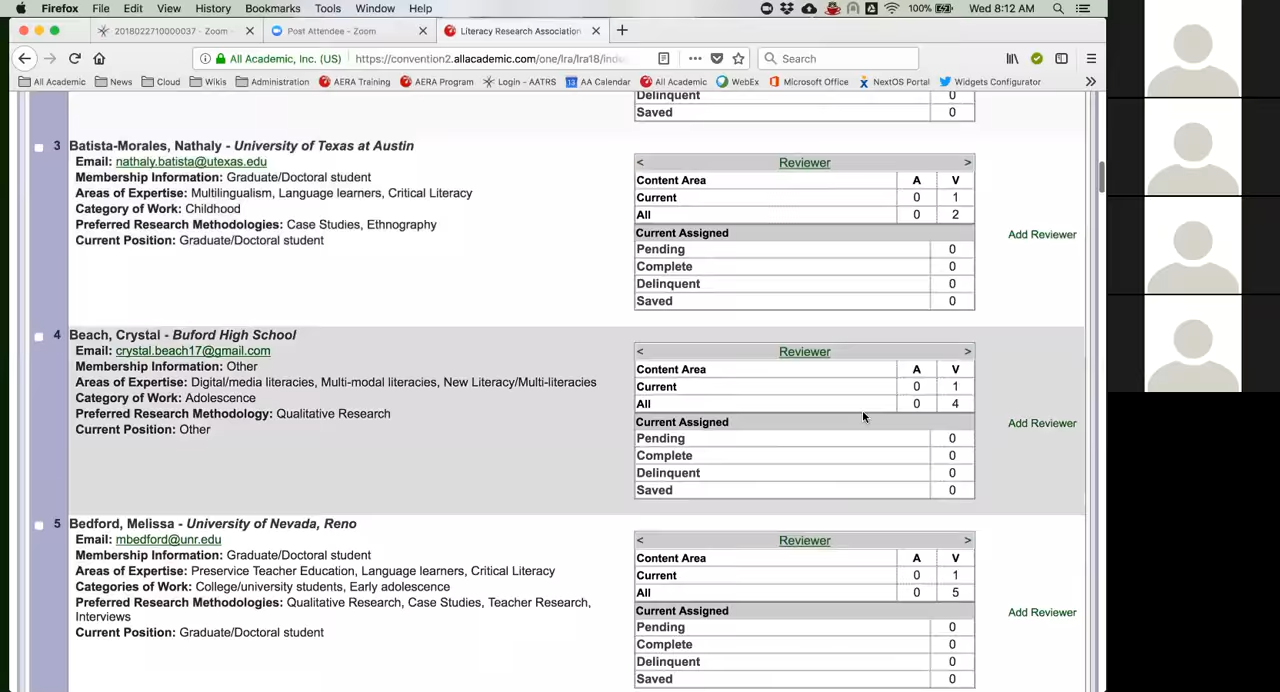 Firefox File Edit View History Bookmarks Tools Window Help 100% Wed 8:12 AM
2018022710000037 - Zoom Post Attendee - Zoom Literacy Research Association
All Academic, Inc. (US) https://convention2.allacademic.com/one/lra/lra18/ind Search
All Academic News Cloud Wikis Administration AERA Training AERA Program Login - AATRS 12 AA Calendar All Academic WebEx Microsoft Office NextOS Portal Widgets Configurator
Delinquent 0
Saved 0
3 Batista-Morales, Nathaly - University of Texas at Austin
Email: nathaly.batista@utexas.edu
Membership Information: Graduate/Doctoral student
Areas of Expertise: Multilingualism, Language learners, Critical Literacy
Category of Work: Childhood
Preferred Research Methodologies: Case Studies, Ethnography
Current Position: Graduate/Doctoral student
< Reviewer >
Content Area A V
Current 0 1
All 0 2
Current Assigned
Pending 0
Complete 0
Delinquent 0
Saved 0
Add Reviewer
4 Beach, Crystal - Buford High School
Email: crystal.beach17@gmail.com
Membership Information: Other
Areas of Expertise: Digital/media literacies, Multi-modal literacies, New Literacy/Multi-literacies
Category of Work: Adolescence
Preferred Research Methodology: Qualitative Research
Current Position: Other
< Reviewer >
Content Area A V
Current 0 1
All 0 4
Current Assigned
Pending 0
Complete 0
Delinquent 0
Saved 0
Add Reviewer
5 Bedford, Melissa - University of Nevada, Reno
Email: mbedford@unr.edu
Membership Information: Graduate/Doctoral student
Areas of Expertise: Preservice Teacher Education, Language learners, Critical Literacy
Categories of Work: College/university students, Early adolescence
Preferred Research Methodologies: Qualitative Research, Case Studies, Teacher Research,
Interviews
Current Position: Graduate/Doctoral student
< Reviewer >
Content Area A V
Current 0 1
All 0 5
Current Assigned
Pending 0
Complete 0
Delinquent 0
Saved 0
Add Reviewer